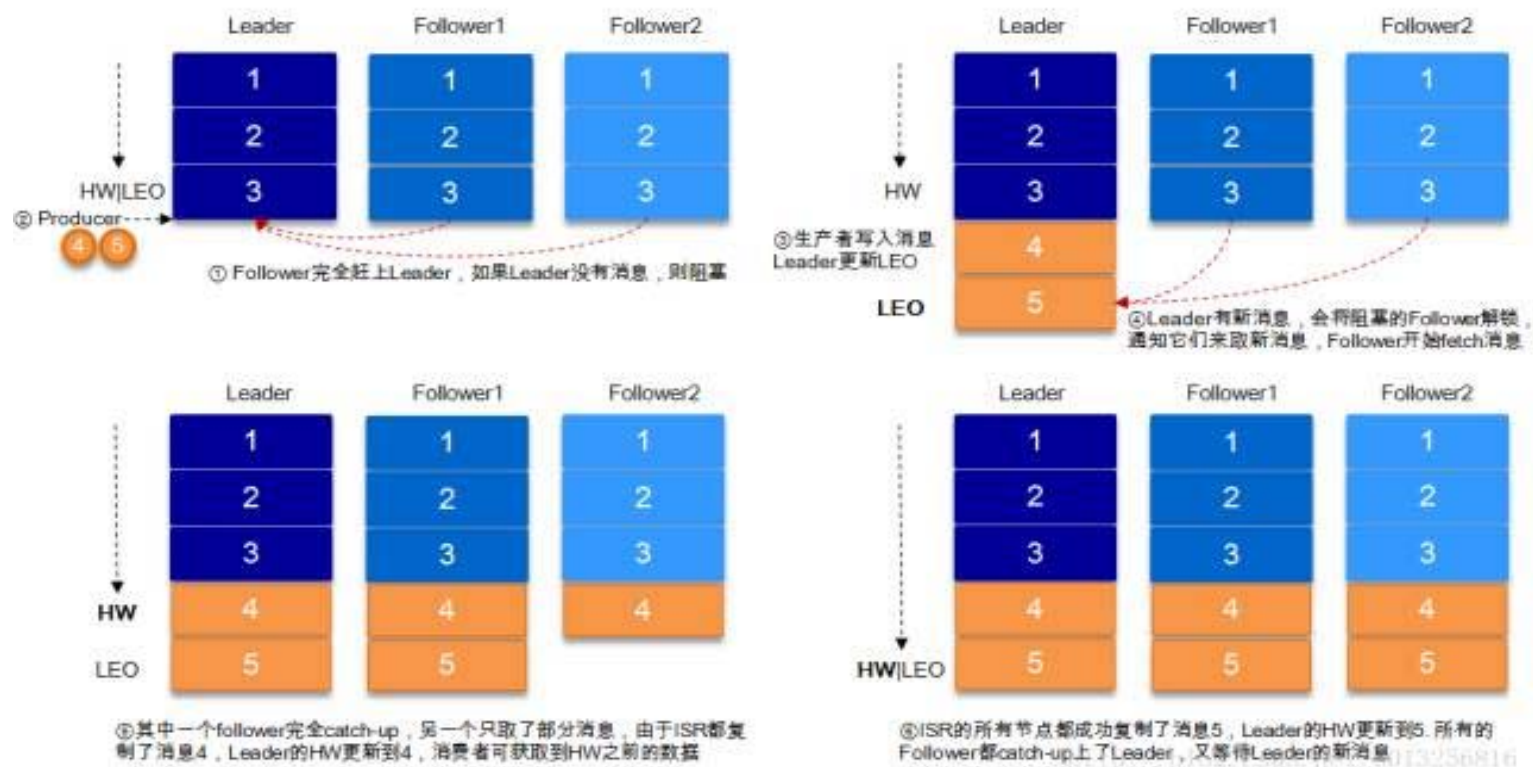 Leader Follower1 Follower2
1 1 1
2 2 2
3 3 3
HW|LEO
② Producer
4 5
① Follower完全赶上Leader，如果Leader没有消息，则阻塞
Leader Follower1 Follower2
1 1 1
2 2 2
HW 3 3 3
③生产者写入消息
Leader更新LEO
4
LEO 5
④Leader有新消息，会将阻塞的Follower解锁，
通知它们来取新消息，Follower开始fetch消息
Leader Follower1 Follower2
1 1 1
2 2 2
3 3 3
HW 4 4 4
LEO 5 5
⑤其中一个follower完全catch-up，另一个只取了部分消息，由于ISR都复
制了消息4，Leader的HW更新到4，消费者可获取到HW之前的数据
Leader Follower1 Follower2
1 1 1
2 2 2
3 3 3
4 4 4
HW|LEO 5 5 5
⑥ISR的所有节点都成功复制了消息5，Leader的HW更新到5. 所有的
Follower都catch-up上了Leader，又等待Leader的新消息